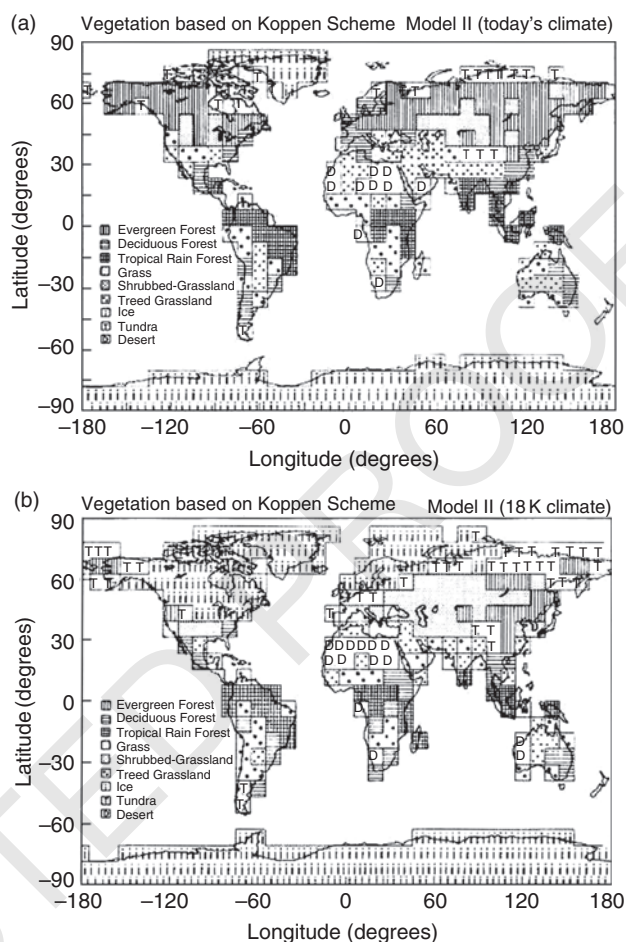 (a) Vegetation based on Koppen Scheme Model II (today's climate)
90
60
30
0
−30
−60
−90
Latitude (degrees)
Evergreen Forest
Deciduous Forest
Tropical Rain Forest
Grass
Shrubbed-Grassland
Treed Grassland
Ice
Tundra
Desert
−180 −120 −60 0 60 120 180
Longitude (degrees)
(b) Vegetation based on Koppen Scheme Model II (18 K climate)
90
60
30
0
−30
−60
−90
Latitude (degrees)
Evergreen Forest
Deciduous Forest
Tropical Rain Forest
Grass
Shrubbed-Grassland
Treed Grassland
Ice
Tundra
Desert
−180 −120 −60 0 60 120 180
Longitude (degrees)